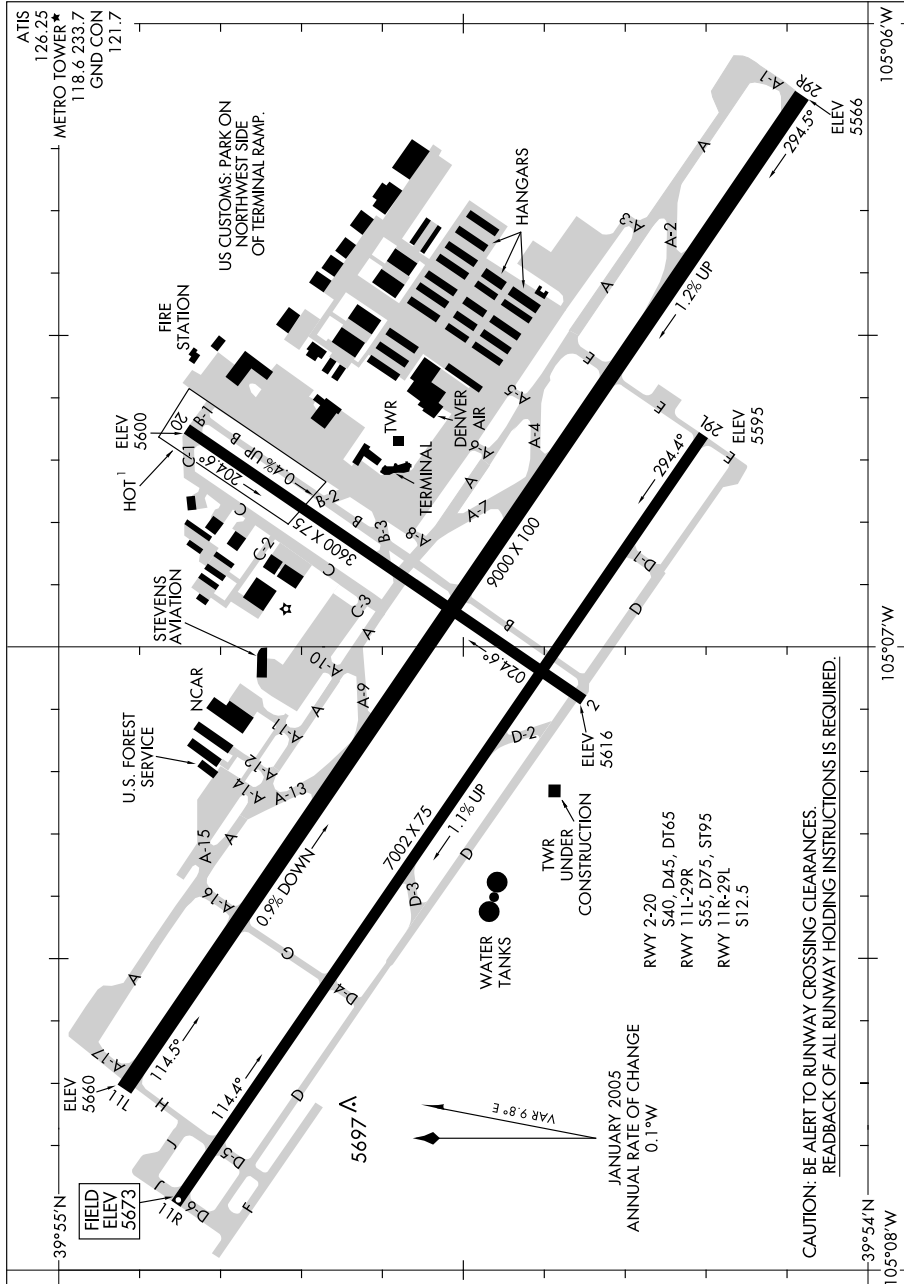 ATIS
126.25
METRO TOWER★
118.6 233.7
GND CON
121.7
US CUSTOMS: PARK ON
NORTHWEST SIDE
OF TERMINAL RAMP.
FIRE
STATION
ELEV
5600
HOT1
20
B-1
C-1
B
204.6°
0.4% UP
C
B-2
B
B-3
3600 X 75
C-2
C
C-3
STEVENS
AVIATION
NCAR
U.S. FOREST
SERVICE
TWR
TERMINAL
DENVER
AIR
HANGARS
A-1
29R
ELEV
5566
294.5°
A
A-2
A-3
A
1.2% UP
E
E
E
A-5
A-4
A-6
A
A-7
A-8
9000 X 100
A
A-10
A-9
A
A-11
A-12
A-13
A-14
A
A-15
A-16
0.9% DOWN
A
A-17
11L
ELEV
5660
114.5°
H
G
J
J
FIELD
ELEV
5673
11R
D-6
D-5
F
114.4°
D
D-4
D-3
D
7002 X 75
1.1% UP
D-2
B
024.6°
2
ELEV
5616
D
D-1
294.4°
29L
ELEV
5595
TWR
UNDER
CONSTRUCTION
WATER
TANKS
RWY 2-20
S40, D45, DT65
RWY 11L-29R
S55, D75, ST95
RWY 11R-29L
S12.5
5697
VAR 9.8° E
JANUARY 2005
ANNUAL RATE OF CHANGE
0.1°W
CAUTION: BE ALERT TO RUNWAY CROSSING CLEARANCES.
READBACK OF ALL RUNWAY HOLDING INSTRUCTIONS IS REQUIRED.
39°55'N
39°54'N
105°08'W
105°07'W
105°06'W